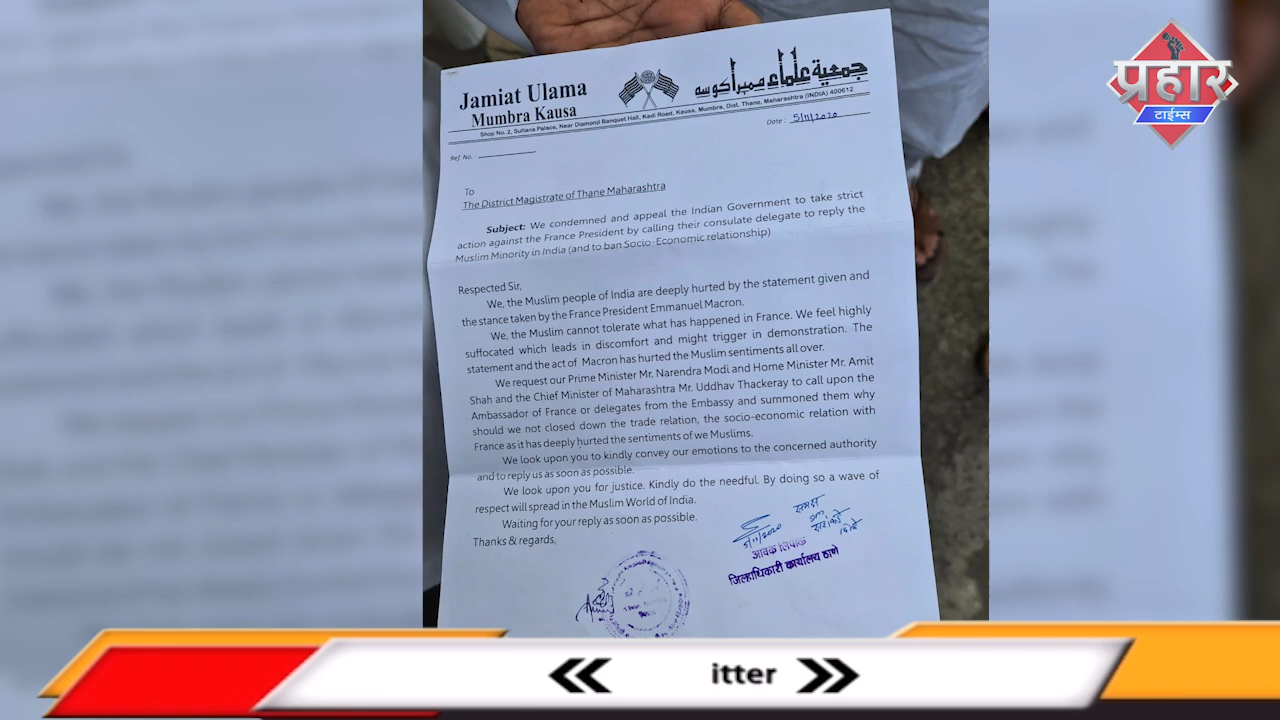 Jamiat Ulama
Mumbra Kausa
جمعية علماء ممبرا كوسه
Shop No. 2, Sultana Palace, Near Diamond Banquet Hall, Kadi Road, Kausa, Mumbra, Dist. Thane, Maharashtra (INDIA) 400612
Ref. No.
Date : 5/11/2020
To
The District Magistrate of Thane Maharashtra
Subject: We condemned and appeal the Indian Government to take strict
action against the France President by calling their consulate delegate to reply the
Muslim Minority in India (and to ban Socio-Economic relationship)
Respected Sir,
We, the Muslim people of India are deeply hurted by the statement given and
the stance taken by the France President Emmanuel Macron.
We, the Muslim cannot tolerate what has happened in France. We feel highly
suffocated which leads in discomfort and might trigger in demonstration. The
statement and the act of Macron has hurted the Muslim sentiments all over.
We request our Prime Minister Mr. Narendra Modi and Home Minister Mr. Amit
Shah and the Chief Minister of Maharashtra Mr. Uddhav Thackeray to call upon the
Ambassador of France or delegates from the Embassy and summoned them why
should we not closed down the trade relation, the socio-economic relation with
France as it has deeply hurted the sentiments of we Muslims.
We look upon you to kindly convey our emotions to the concerned authority
and to reply us as soon as possible.
We look upon you for justice. Kindly do the needful. By doing so a wave of
respect will spread in the Muslim World of India.
Waiting for your reply as soon as possible.
Thanks & regards,
5/11/2020
आवक लिपीक
जिल्हाधिकारी कार्यालय ठाणे
प्रहार
टाईम्स
itter